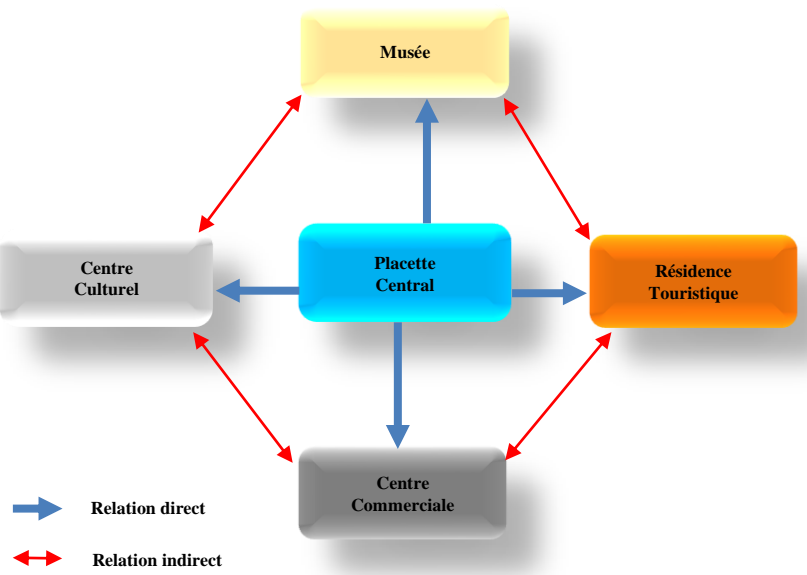 Musée
Centre
Culturel
Placette
Central
Résidence
Touristique
Centre
Commerciale
Relation direct
Relation indirect